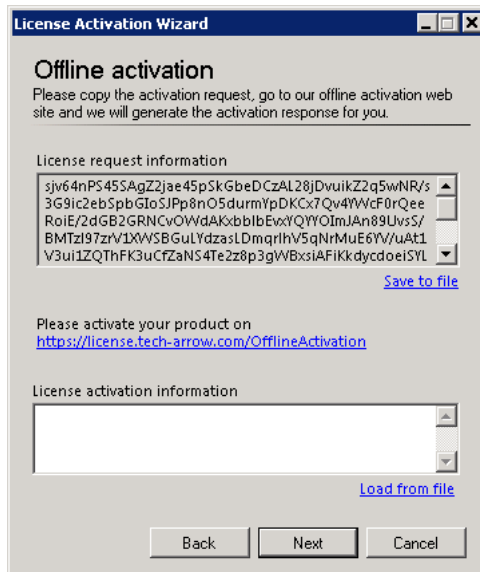 License Activation Wizard
Offline activation
Please copy the activation request, go to our offline activation web
site and we will generate the activation response for you.
License request information
sjv64nPS45SAgZ2jae45pSkGbeDCzAL28jDvuikZ2q5wNR/s
3G9ic2ebSpbGIoSJPp8nO5durmYpDKCx7Qv4YWcF0rQee
RoiE/2dGB2GRNCvOWdAKxbbIbEvxYQYYOImJAn89UvsS/
BMTzI97zrV1XWSBGuLYdzasLDmqrIhV5qNrMuE6YV/uAt1
V3ui1ZQThFK3uCfZaNS4Te2z8p3gWBxsiAFiKkdycdoeiSYL
Save to file
Please activate your product on
https://license.tech-arrow.com/OfflineActivation
License activation information
Load from file
Back
Next
Cancel